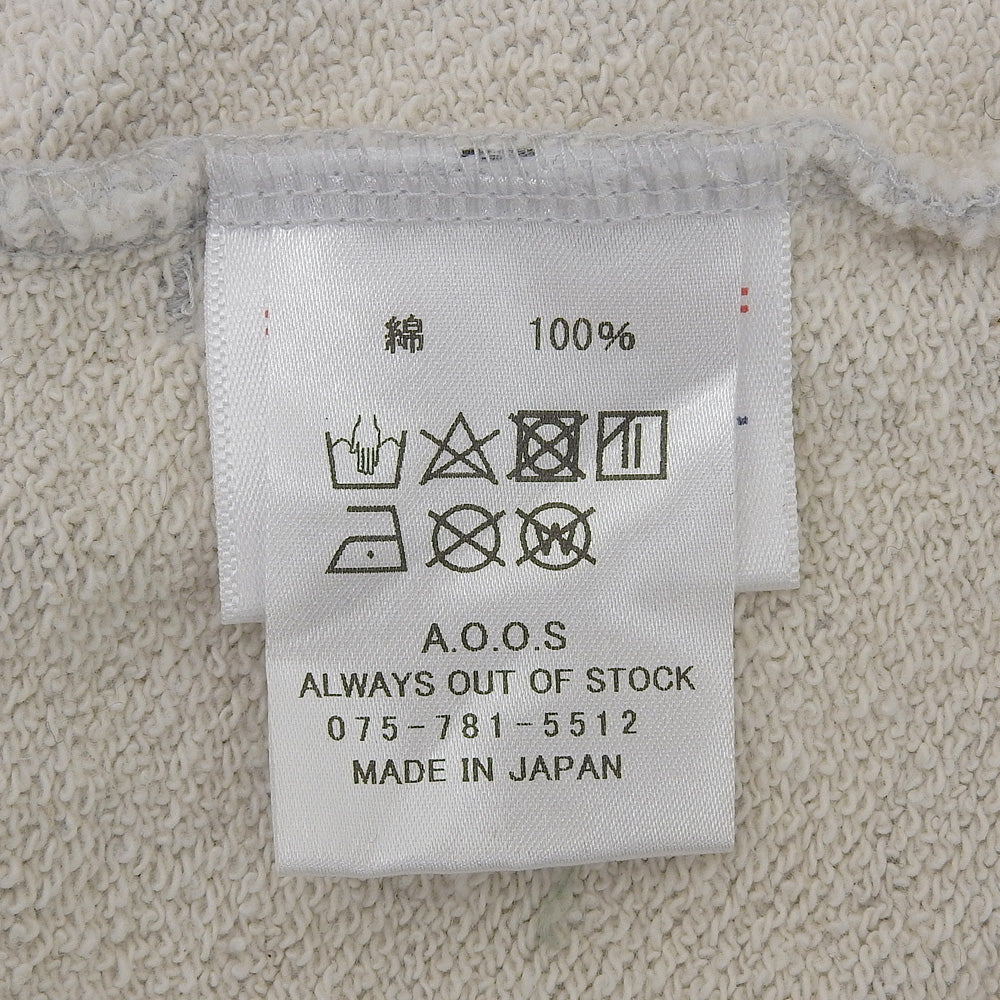 綿 100%
W
A.O.O.S
ALWAYS OUT OF STOCK
075-781-5512
MADE IN JAPAN